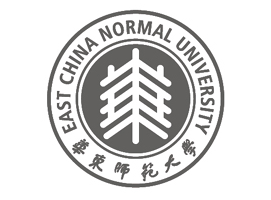 EAST CHINA NORMAL UNIVERSITY
華東師範大學